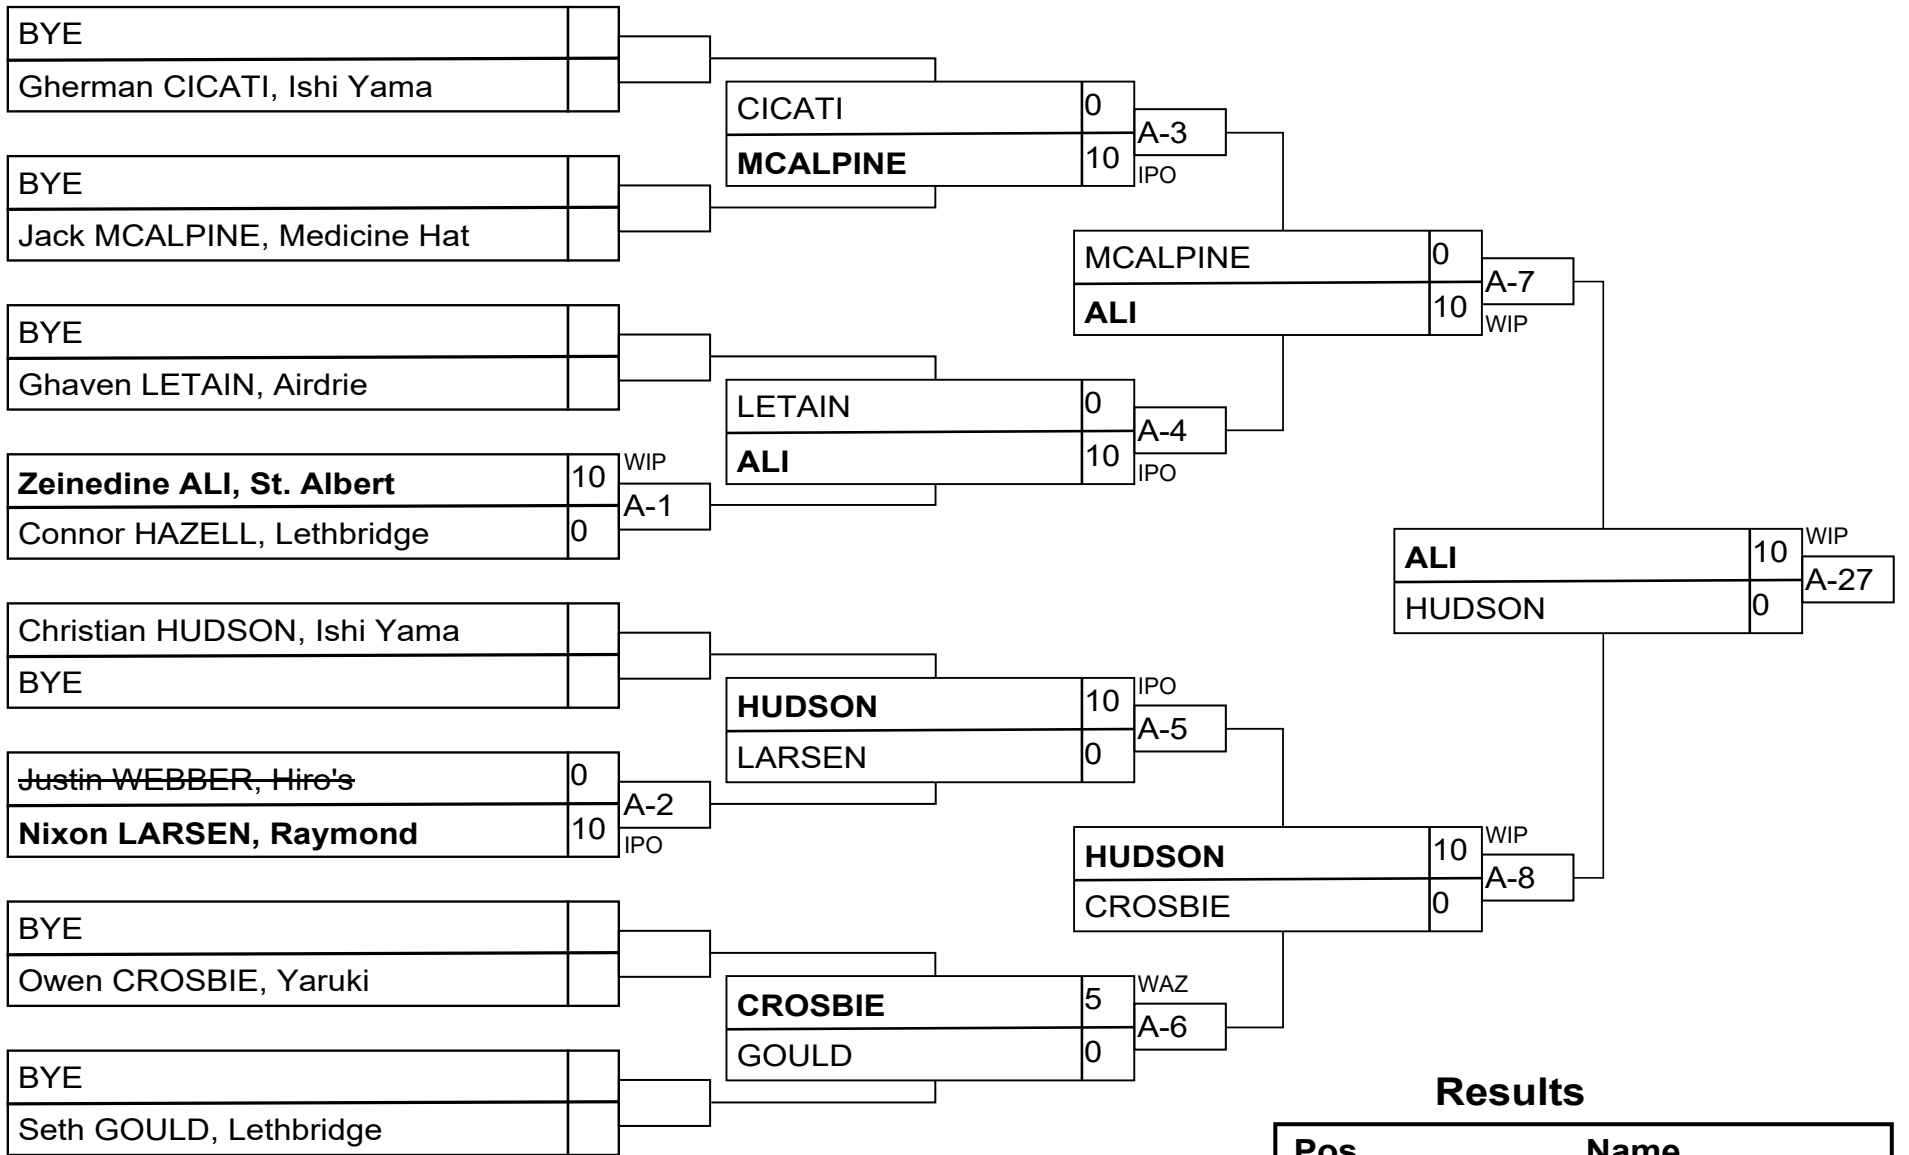 BYE
Gherman CICATI, Ishi Yama
BYE
Jack MCALPINE, Medicine Hat
BYE
Ghaven LETAIN, Airdrie
Zeinedine ALI, St. Albert 10 WIP
A-1
Connor HAZELL, Lethbridge 0
Christian HUDSON, Ishi Yama
BYE
Justin WEBBER, Hiro's 0
A-2
Nixon LARSEN, Raymond 10 IPO
BYE
Owen CROSBIE, Yaruki
BYE
Seth GOULD, Lethbridge
CICATI 0
A-3
MCALPINE 10 IPO
LETAIN 0
A-4
ALI 10 IPO
HUDSON 10 IPO
A-5
LARSEN 0
CROSBIE 5 WAZ
A-6
GOULD 0
MCALPINE 0
A-7
ALI 10 WIP
HUDSON 10 WIP
A-8
CROSBIE 0
ALI 10 WIP
A-27
HUDSON 0
Results
Pos Name